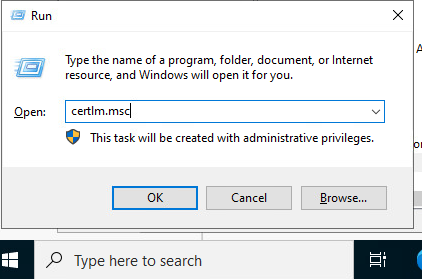 Run
Type the name of a program, folder, document, or Internet
resource, and Windows will open it for you.
Open: certlm.msc
This task will be created with administrative privileges.
OK Cancel Browse...
Type here to search